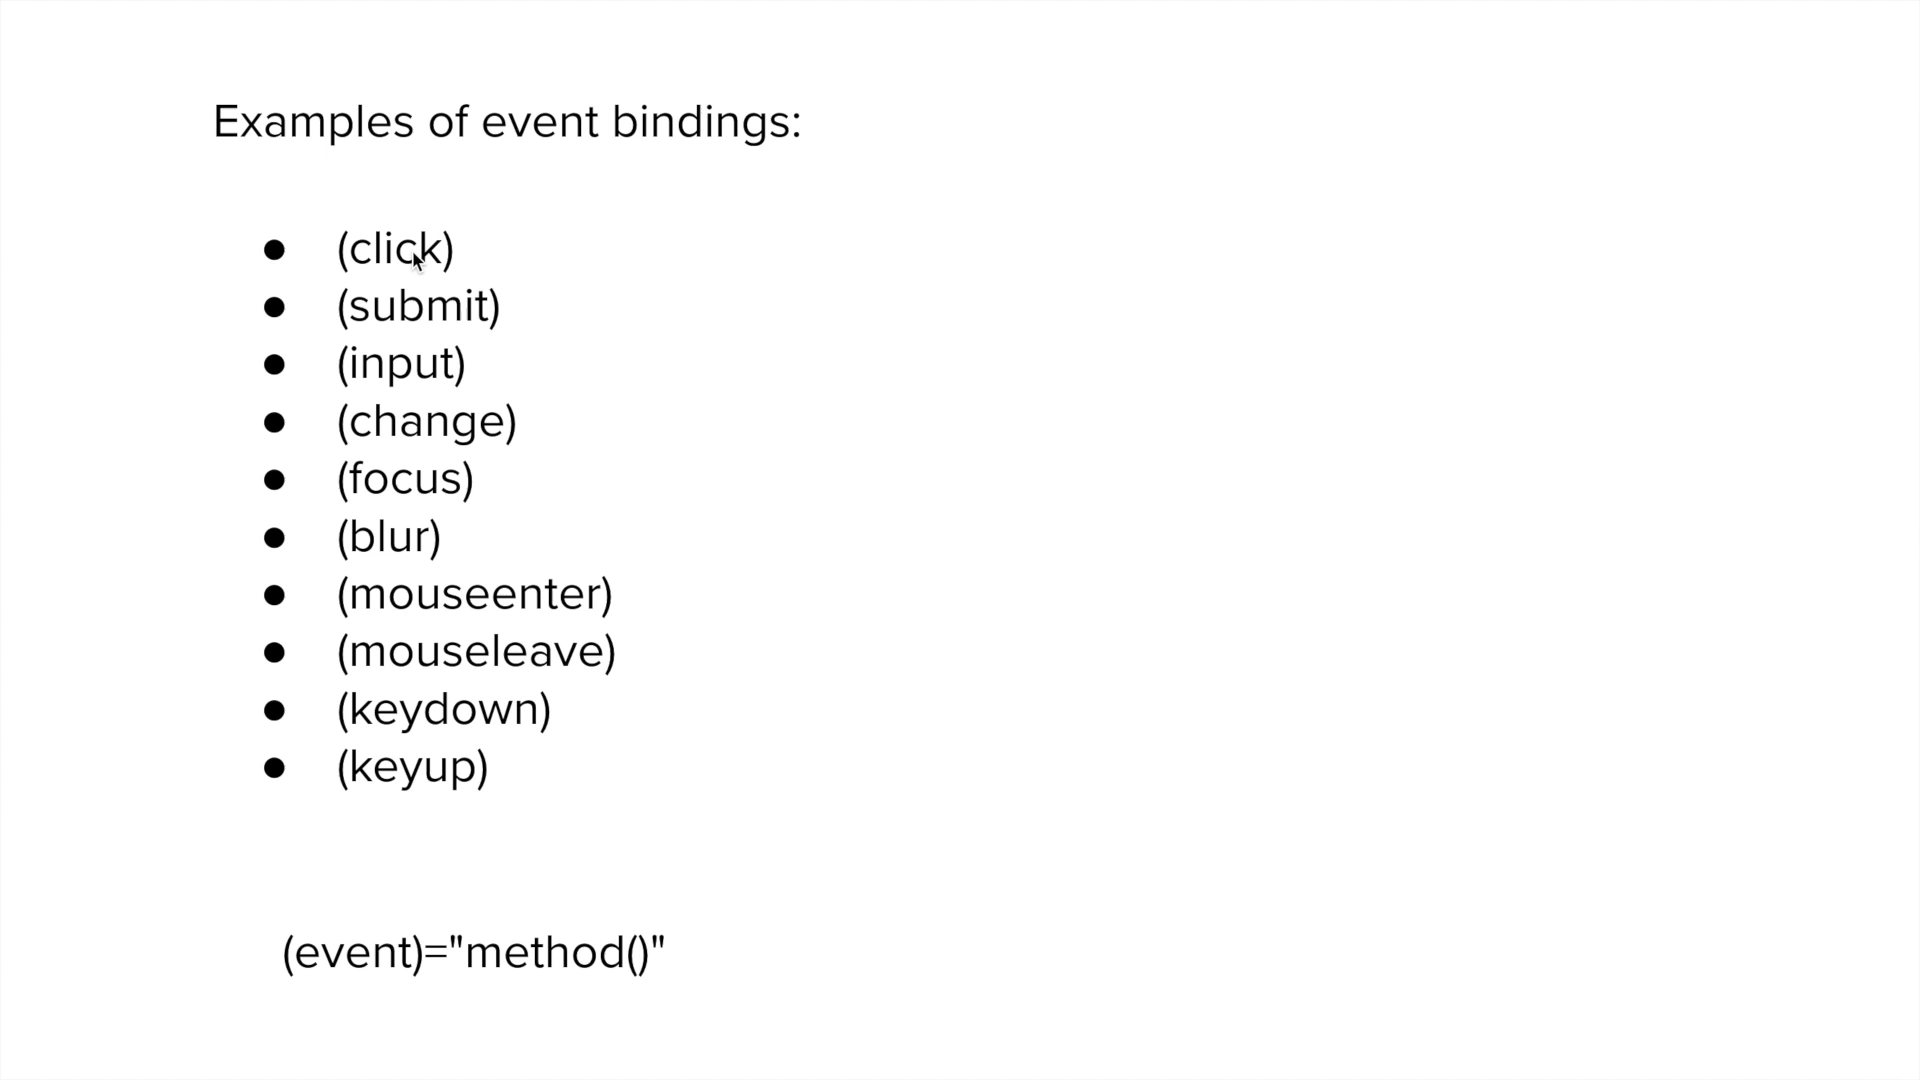 Examples of event bindings:
● (click)
● (submit)
● (input)
● (change)
● (focus)
● (blur)
● (mouseenter)
● (mouseleave)
● (keydown)
● (keyup)
(event)="method()"